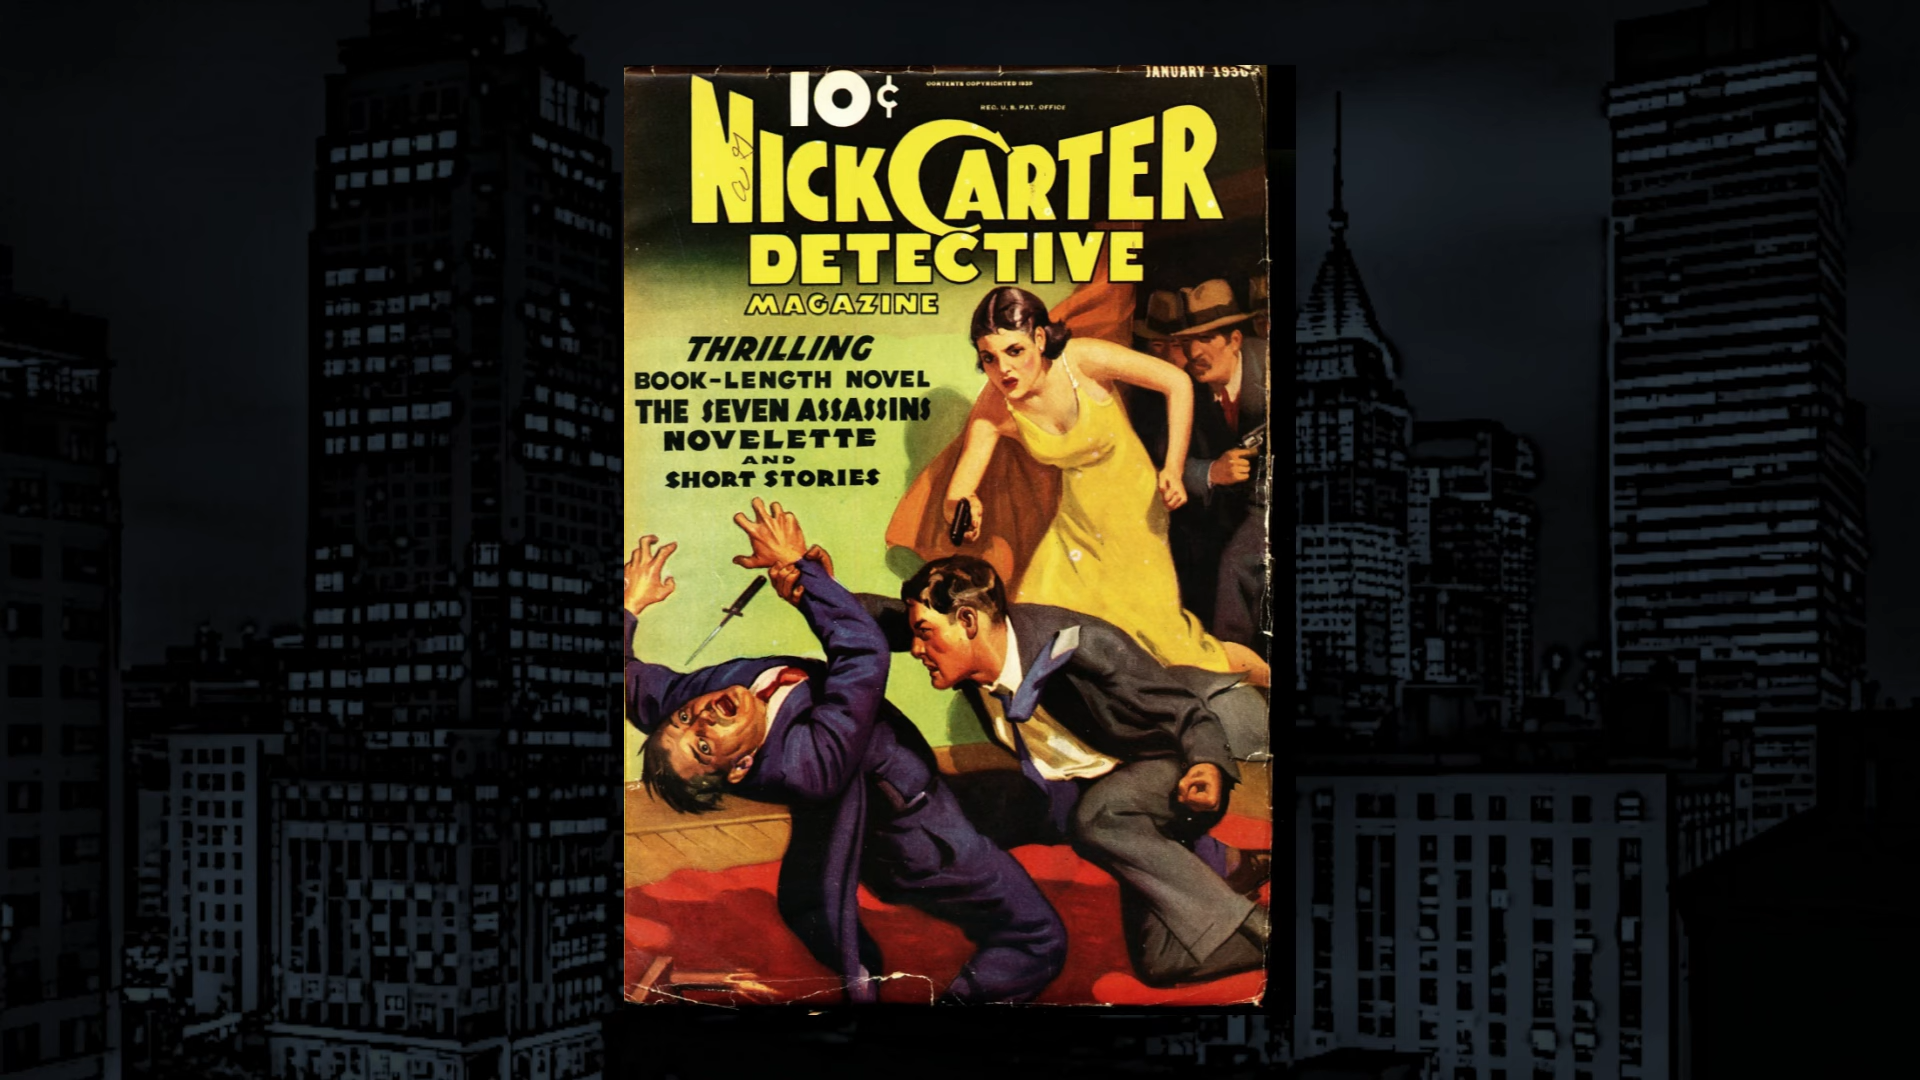 JANUARY 1936
10¢
CONTENTS COPYRIGHTED 1935
REG. U. S. PAT. OFFICE
NICK CARTER
DETECTIVE
MAGAZINE
THRILLING
BOOK-LENGTH NOVEL
THE SEVEN ASSASSINS
NOVELETTE
AND
SHORT STORIES